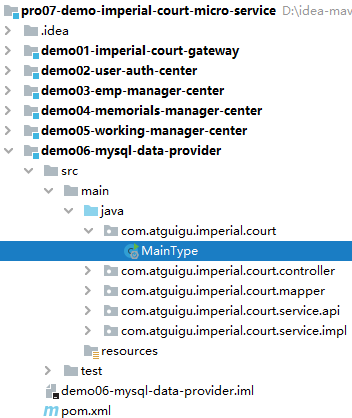 pro07-demo-imperial-court-micro-service D:\idea-mav
.idea
demo01-imperial-court-gateway
demo02-user-auth-center
demo03-emp-manager-center
demo04-memorials-manager-center
demo05-working-manager-center
demo06-mysql-data-provider
src
main
java
com.atguigu.imperial.court
MainType
com.atguigu.imperial.court.controller
com.atguigu.imperial.court.mapper
com.atguigu.imperial.court.service.api
com.atguigu.imperial.court.service.impl
resources
test
demo06-mysql-data-provider.iml
pom.xml